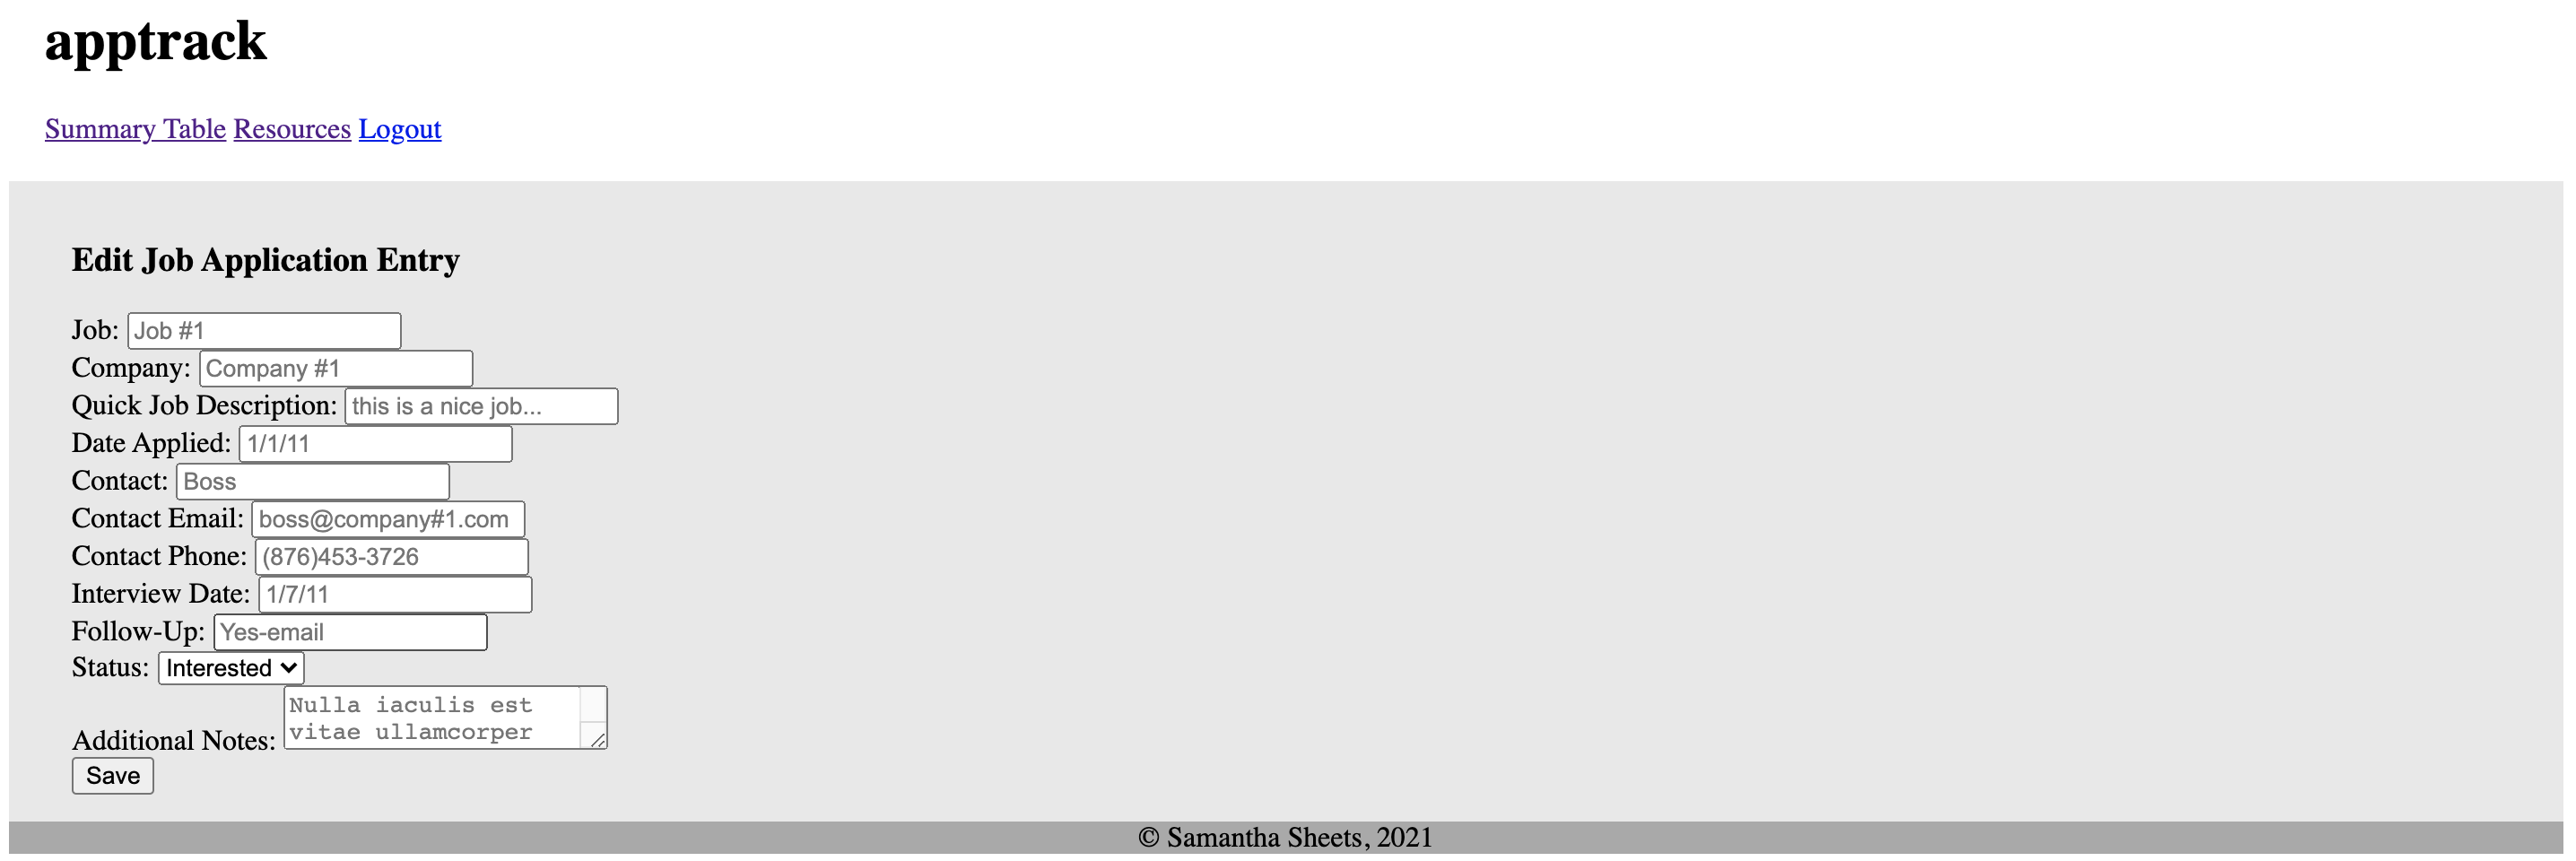 apptrack
Summary Table Resources Logout
Edit Job Application Entry
Job: Job #1
Company: Company #1
Quick Job Description: this is a nice job...
Date Applied: 1/1/11
Contact: Boss
Contact Email: boss@company#1.com
Contact Phone: (876)453-3726
Interview Date: 1/7/11
Follow-Up: Yes-email
Status: Interested
Additional Notes: Nulla iaculis est
vitae ullamcorper
Save
© Samantha Sheets, 2021